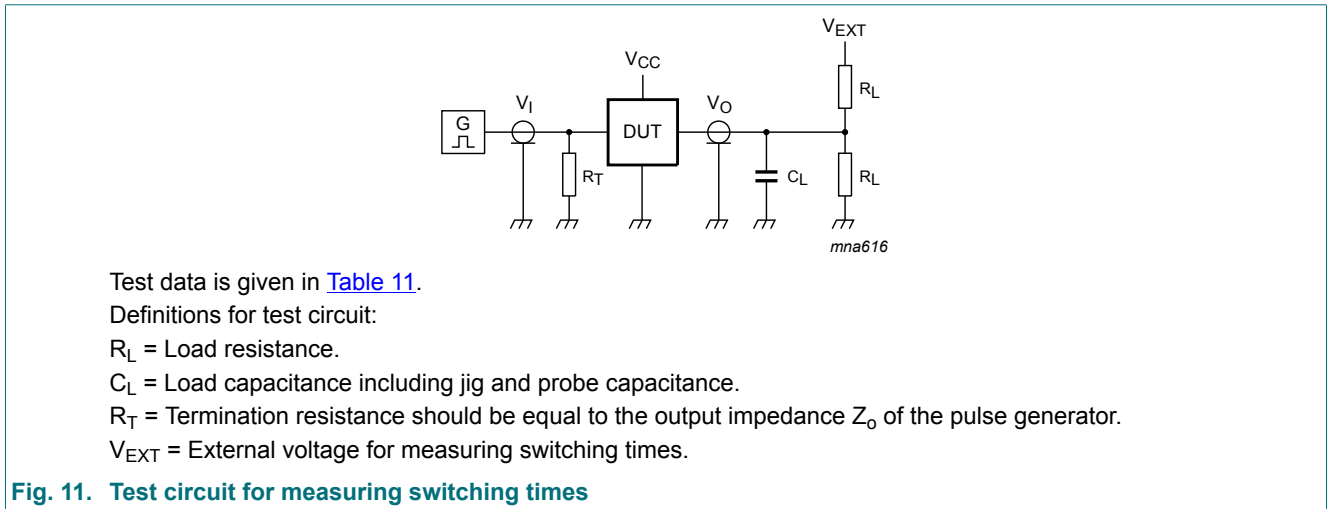 VEXT
VCC
RL
VI
VO
G
DUT
RT
CL
RL
mna616
Test data is given in Table 11.
Definitions for test circuit:
RL = Load resistance.
CL = Load capacitance including jig and probe capacitance.
RT = Termination resistance should be equal to the output impedance Zo of the pulse generator.
VEXT = External voltage for measuring switching times.
Fig. 11. Test circuit for measuring switching times